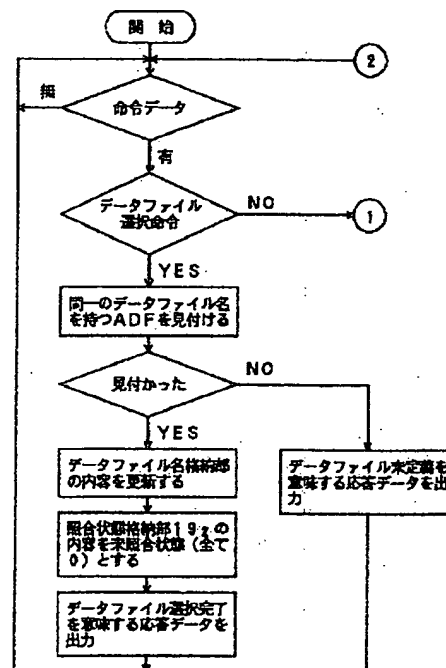 開始
2
命令データ
無
有
データファイル
選択命令
NO
1
YES
同一のデータファイル名
を持つADFを見付ける
見付かった
NO
YES
データファイル名格納部
の内容を更新する
データファイル未定義を
意味する応答データを出
力
照合状態格納部19₂の
内容を未照合状態(全て
0)とする
データファイル選択完了
を意味する応答データを
出力